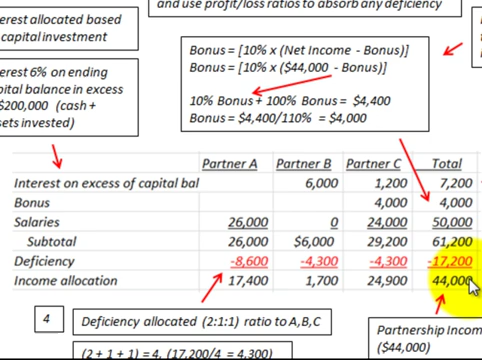 and use profit/loss ratios to absorb any deficiency
erest allocated based
capital investment
Bonus = [10% x (Net Income - Bonus)]
Bonus = [10% x ($44,000 - Bonus)]
10% Bonus + 100% Bonus = $4,400
Bonus = $4,400/110% = $4,000
erest 6% on ending
pital balance in excess
$200,000 (cash +
sets invested)
Partner A Partner B Partner C Total
Interest on excess of capital bal 6,000 1,200 7,200
Bonus 4,000 4,000
Salaries 26,000 0 24,000 50,000
Subtotal 26,000 $6,000 29,200 61,200
Deficiency -8,600 -4,300 -4,300 -17,200
Income allocation 17,400 1,700 24,900 44,000
4
Deficiency allocated (2:1:1) ratio to A,B,C
(2 + 1 + 1) = 4, (17,200/4 = 4,300)
Partnership Incom
($44,000)